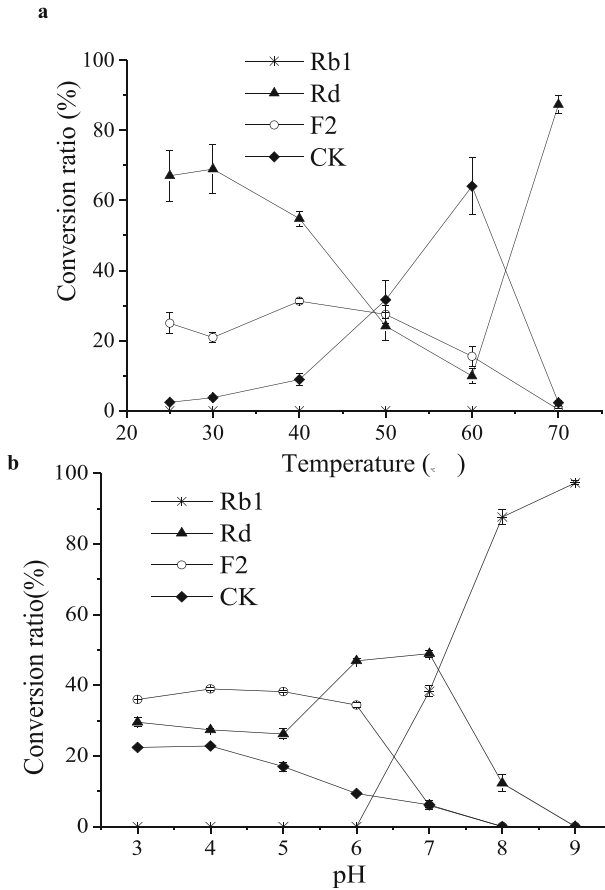 a
Rb1
Rd
F2
CK
Conversion ratio (%)
100
80
60
40
20
0
20 30 40 50 60 70
Temperature ( )
b
Rb1
Rd
F2
CK
Conversion ratio(%)
100
80
60
40
20
0
3 4 5 6 7 8 9
pH